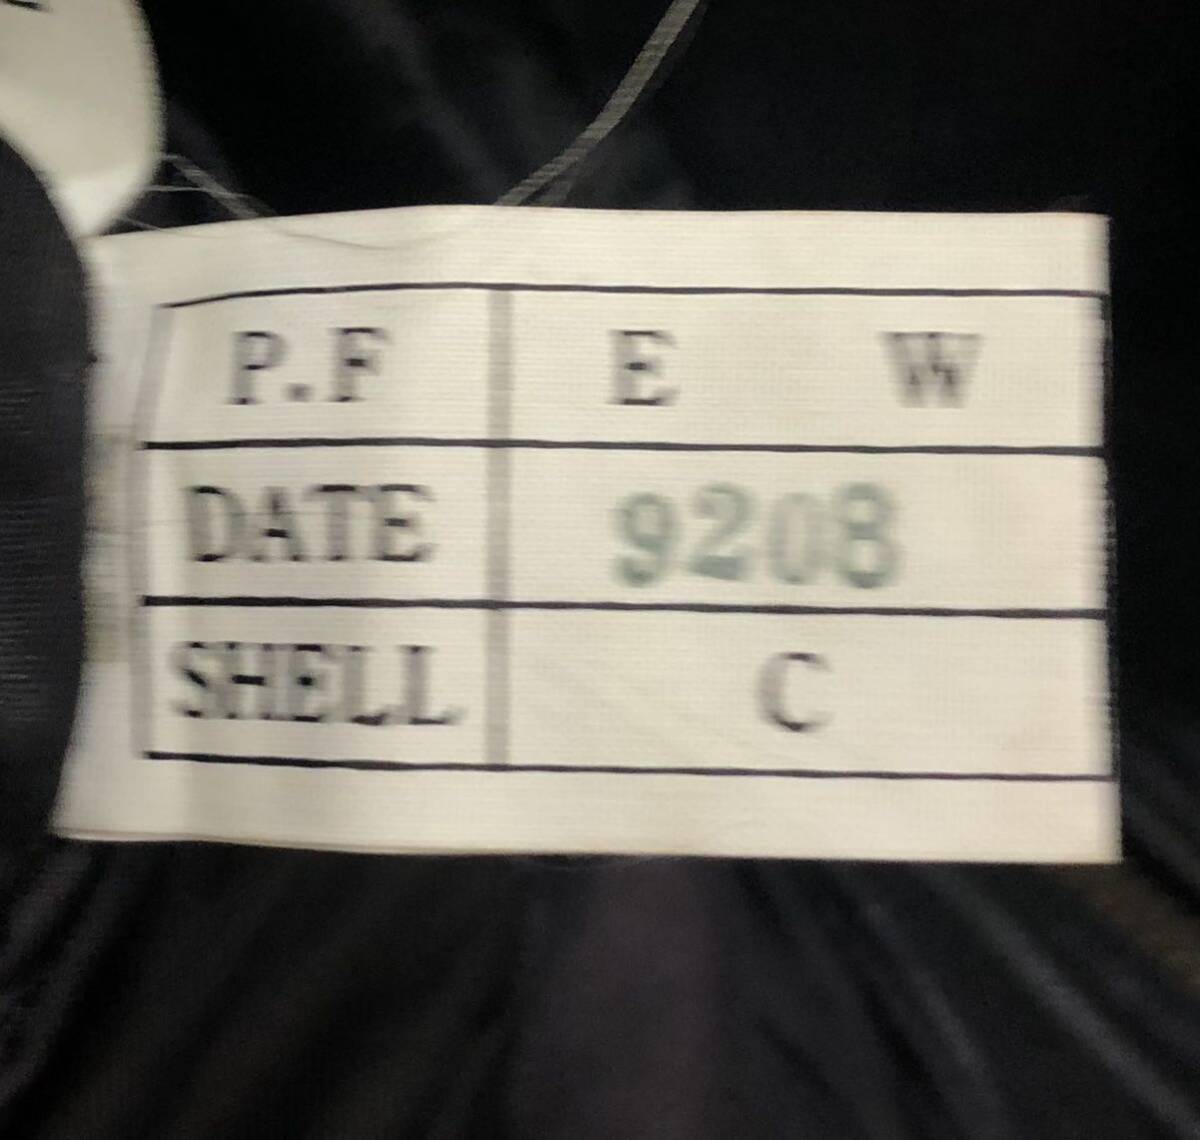 P.F E W
DATE 9208
SHELL C